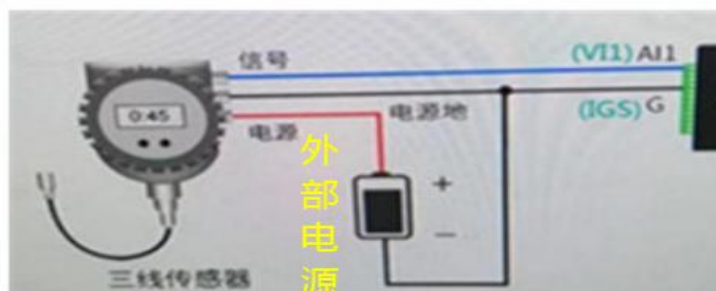 信号
(VI1) AI1
0:45
电源地
(IGS) G
电源
外部电源
+
—
三线传感器